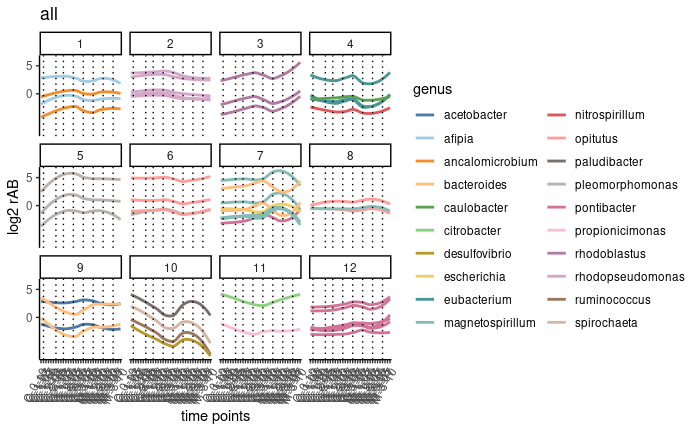 all
1 2 3 4
5
0
5 6 7 8
5
0
9 10 11 12
5
0
log2 rAB
time points
genus
acetobacter
afipia
ancalomicrobium
bacteroides
caulobacter
citrobacter
desulfovibrio
escherichia
eubacterium
magnetospirillum
nitrospirillum
opitutus
paludibacter
pleomorphomonas
pontibacter
propionicimonas
rhodoblastus
rhodopseudomonas
ruminococcus
spirochaeta